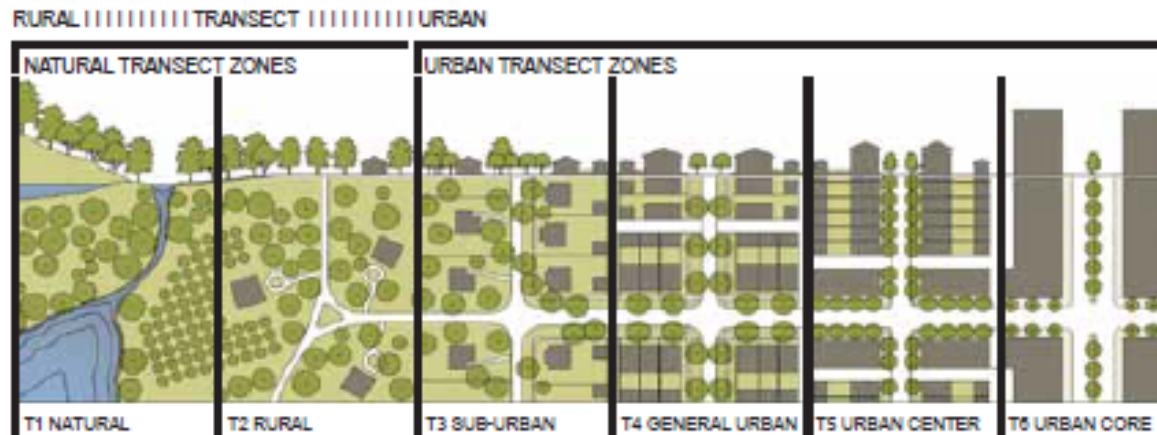 RURAL I I I I I I I I I I TRANSECT I I I I I I I I I I URBAN
NATURAL TRANSECT ZONES
URBAN TRANSECT ZONES
T1 NATURAL
T2 RURAL
T3 SUB-URBAN
T4 GENERAL URBAN
T5 URBAN CENTER
T6 URBAN CORE